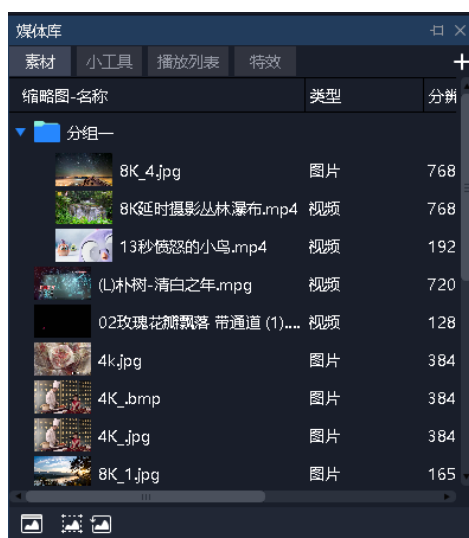 媒体库
素材 小工具 播放列表 特效
缩略图-名称 类型 分辨
分组一
8K_4.jpg 图片 768
8K延时摄影丛林瀑布.mp4 视频 768
13秒愤怒的小鸟.mp4 视频 192
(L)朴树-清白之年.mpg 视频 720
02玫瑰花瓣飘落 带通道 (1).... 视频 128
4k.jpg 图片 384
4K_.bmp 图片 384
4K_.jpg 图片 384
8K_1.jpg 图片 165